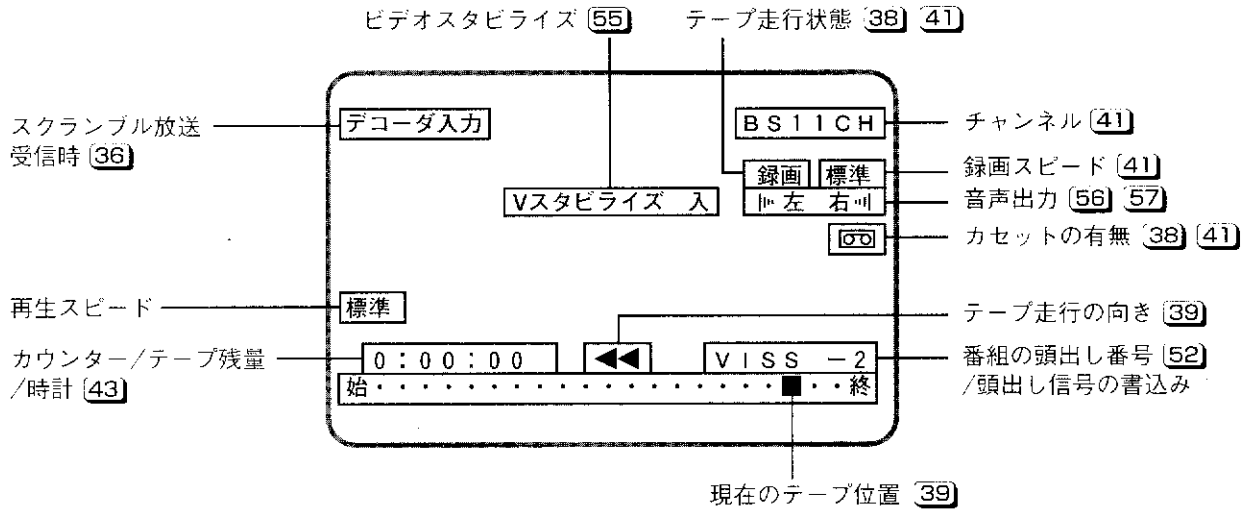 ビデオスタビライズ 55 テープ走行状態 38 41
スクランブル放送
受信時 36
デコーダ入力
BS11CH
チャンネル 41
録画 標準
録画スピード 41
Vスタビライズ 入
左 右
音声出力 56 57
カセットの有無 38 41
再生スピード
標準
テープ走行の向き 39
カウンター/テープ残量
/時計 43
0:00:00
◀◀
VISS -2
番組の頭出し番号 52
/頭出し信号の書込み
始・・・・・・・・・・・・・・・・・・・・・■・・終
現在のテープ位置 39